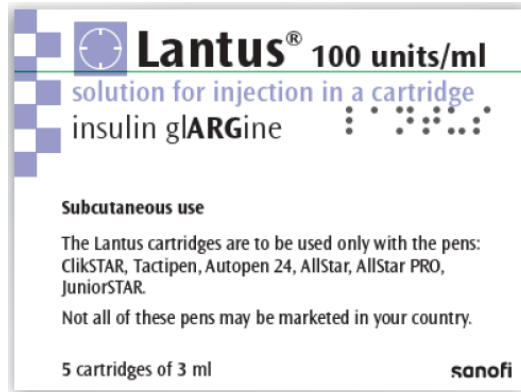 Lantus® 100 units/ml
solution for injection in a cartridge
insulin glARGine
Subcutaneous use
The Lantus cartridges are to be used only with the pens:
ClikSTAR, Tactipen, Autopen 24, AllStar, AllStar PRO,
JuniorSTAR.
Not all of these pens may be marketed in your country.
5 cartridges of 3 ml
sanofi